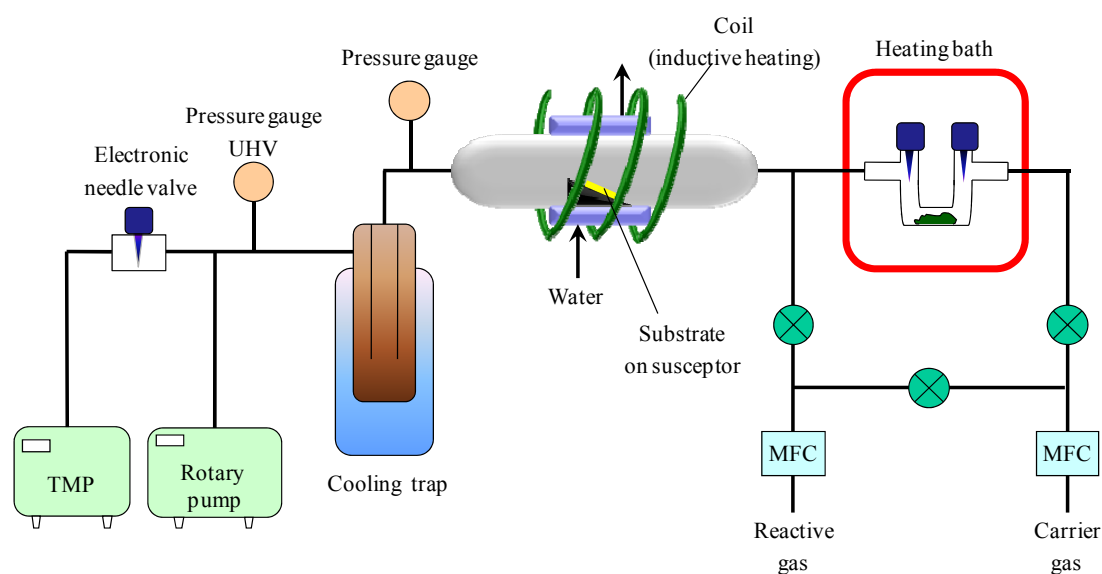 Coil
(inductive heating)
Heating bath
Pressure gauge
Pressure gauge
UHV
Electronic
needle valve
Water
Substrate
on susceptor
TMP
Rotary
pump
Cooling trap
MFC
MFC
Reactive
gas
Carrier
gas